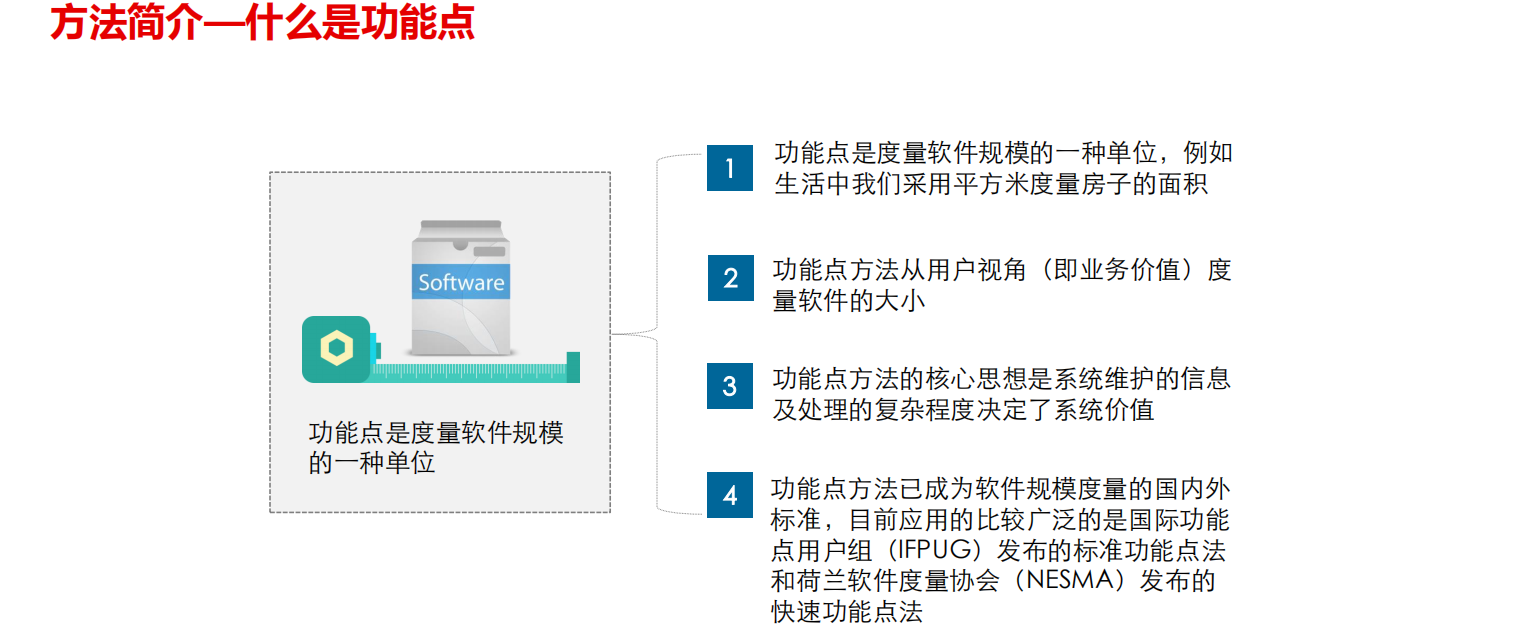 方法简介—什么是功能点
Software
功能点是度量软件规模
的一种单位
1
功能点是度量软件规模的一种单位，例如
生活中我们采用平方米度量房子的面积
2
功能点方法从用户视角（即业务价值）度
量软件的大小
3
功能点方法的核心思想是系统维护的信息
及处理的复杂程度决定了系统价值
4
功能点方法已成为软件规模度量的国内外
标准，目前应用的比较广泛的是国际功能
点用户组（IFPUG）发布的标准功能点法
和荷兰软件度量协会（NESMA）发布的
快速功能点法